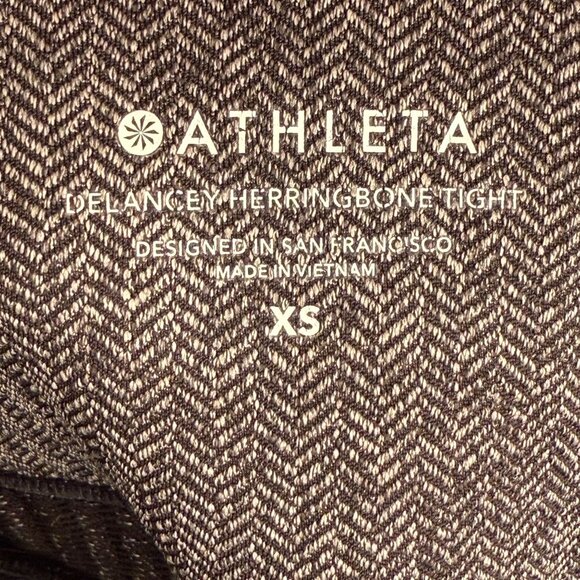 ATHLETA
DELANCEY HERRINGBONE TIGHT
DESIGNED IN SAN FRANCISCO
MADE IN VIETNAM
XS